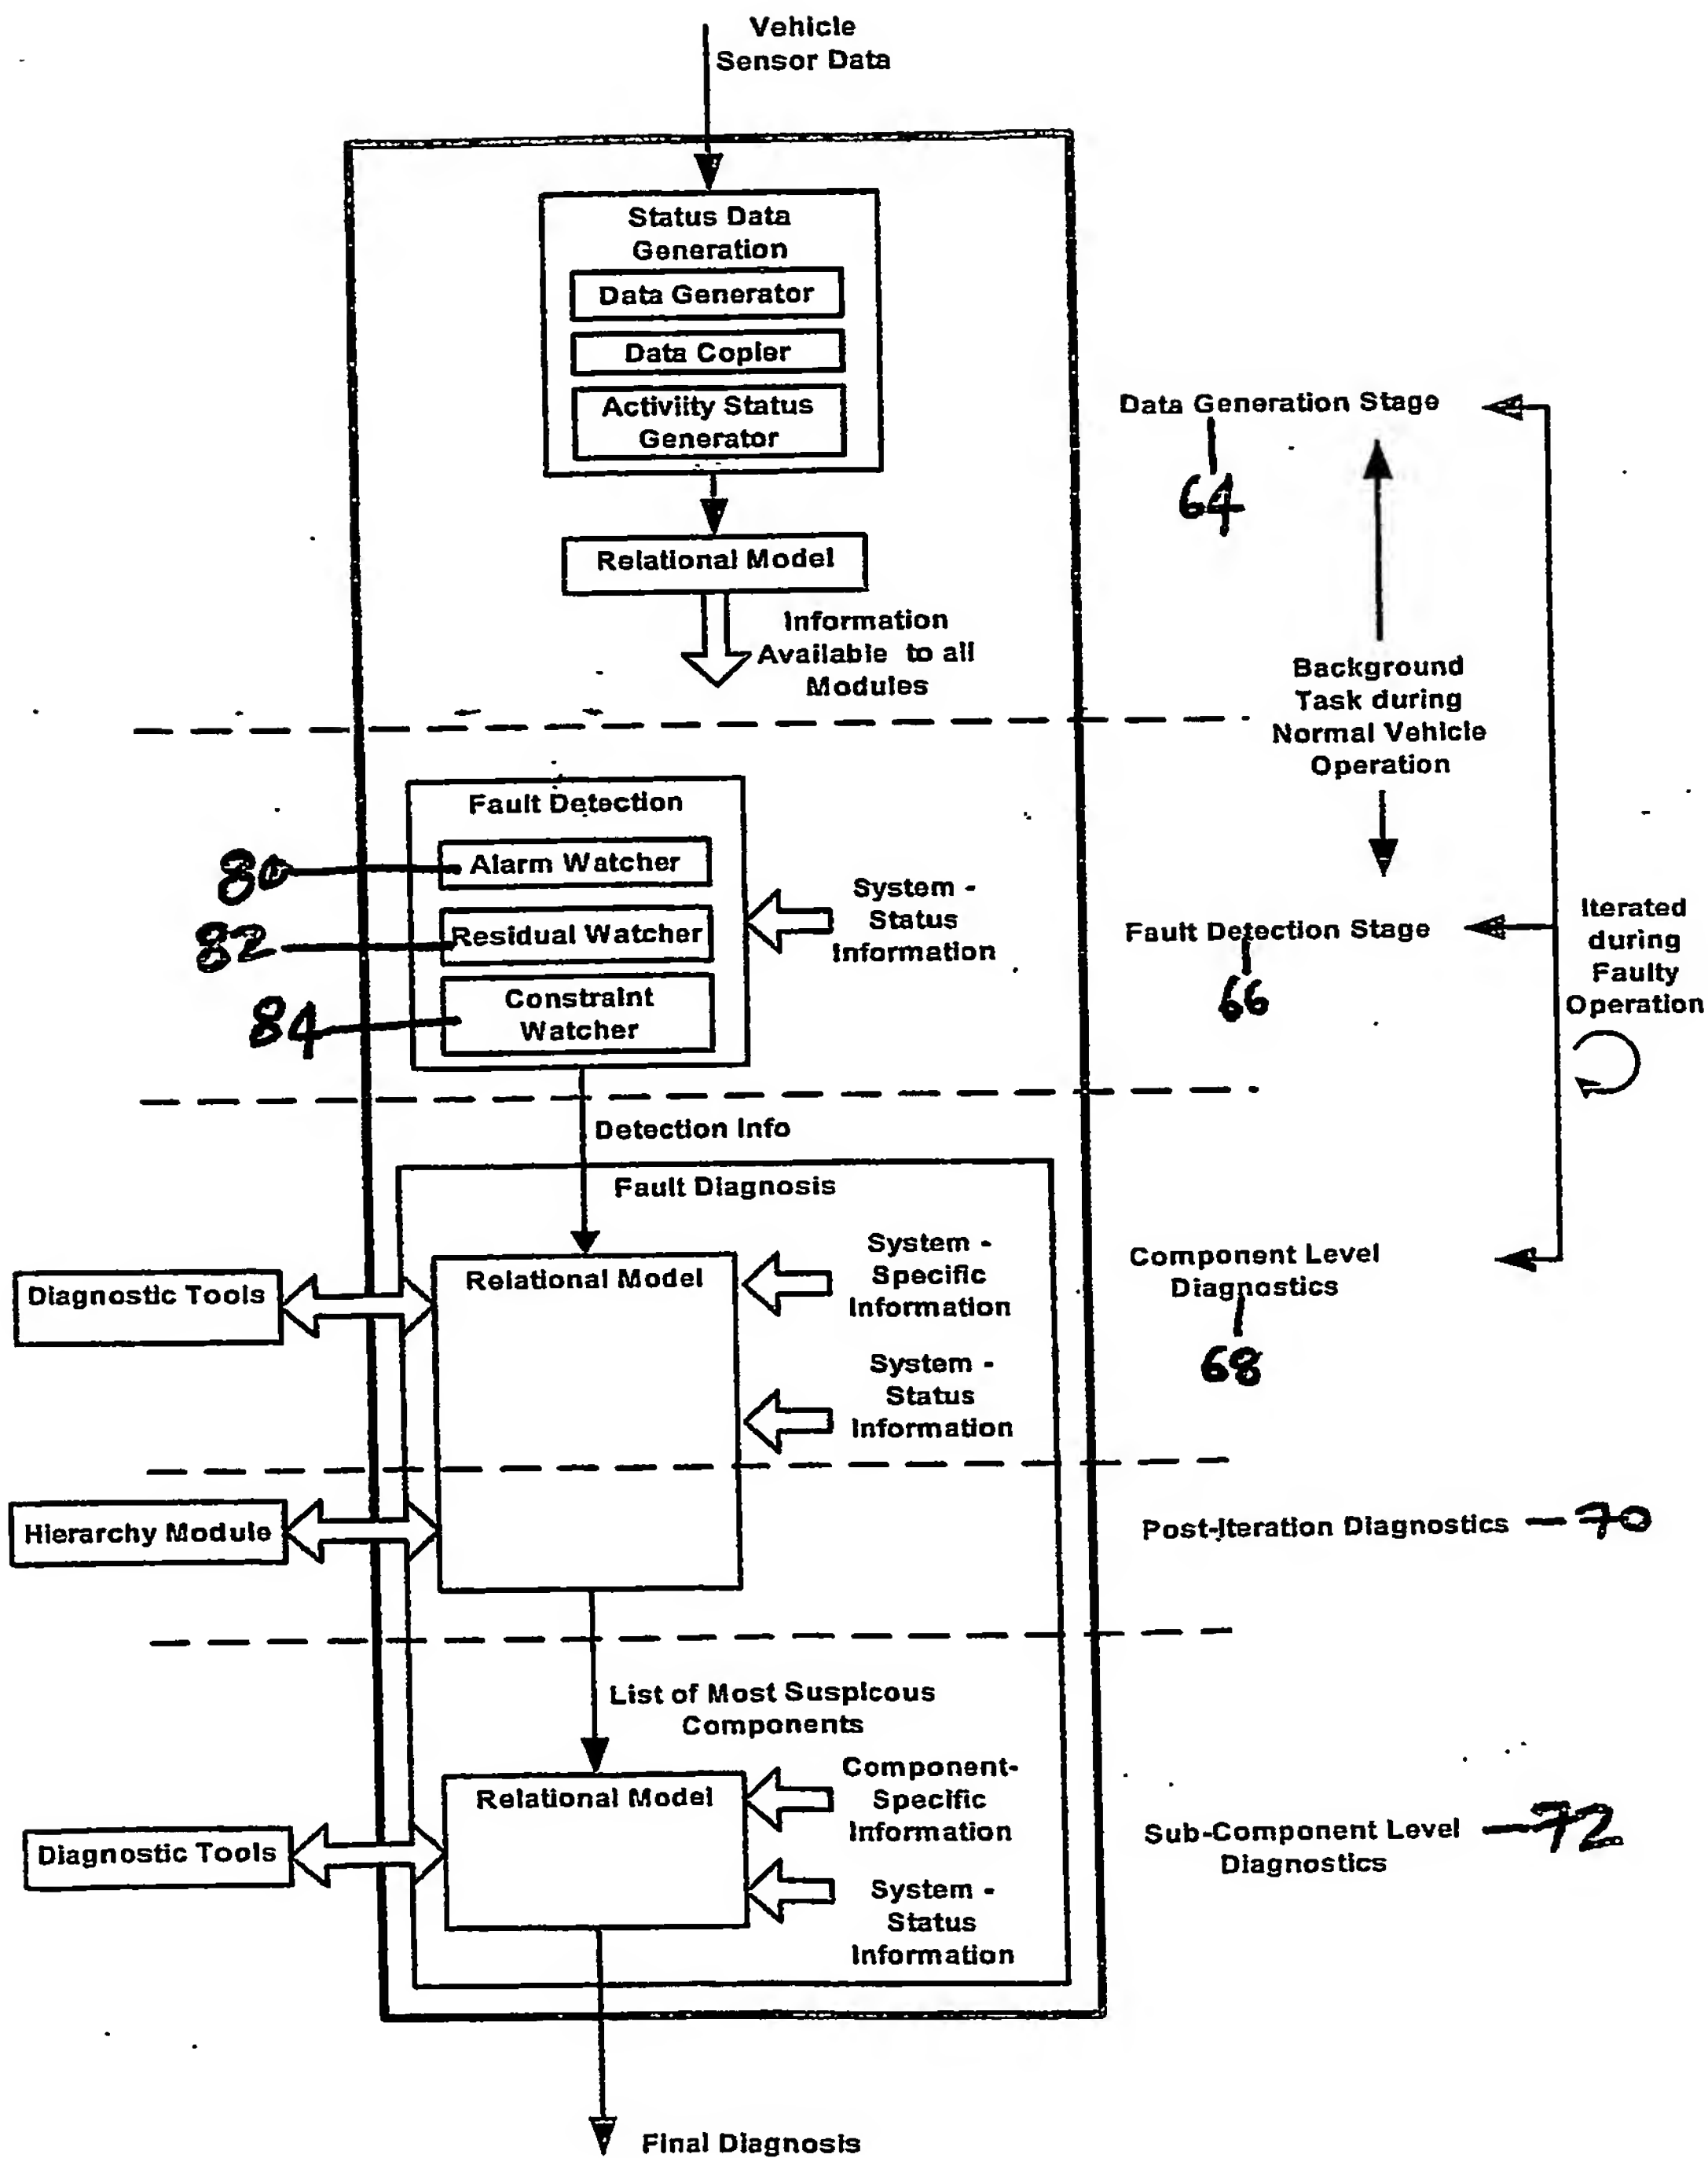 Vehicle
Sensor Data
Status Data
Generation
Data Generator
Data Copier
Activiity Status
Generator
Relational Model
Information
Available to all
Modules
Data Generation Stage
64
Background
Task during
Normal Vehicle
Operation
Fault Detection
80
Alarm Watcher
82
Residual Watcher
84
Constraint
Watcher
System -
Status
Information
Fault Detection Stage
66
Iterated
during
Faulty
Operation
Detection Info
Fault Diagnosis
Diagnostic Tools
Relational Model
System -
Specific
Information
System -
Status
Information
Component Level
Diagnostics
68
Hierarchy Module
Post-Iteration Diagnostics
70
List of Most Suspicous
Components
Diagnostic Tools
Relational Model
Component-
Specific
Information
System -
Status
Information
Sub-Component Level
Diagnostics
72
Final Diagnosis